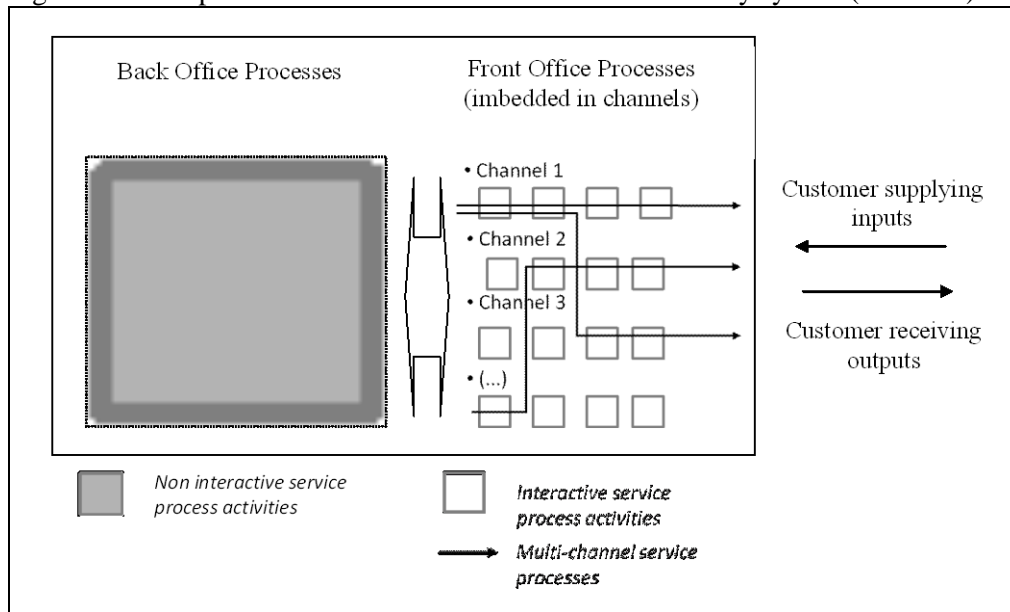 Back Office Processes
Front Office Processes
(imbedded in channels)
• Channel 1
• Channel 2
• Channel 3
• (...)
Customer supplying
inputs
Customer receiving
outputs
Non interactive service
process activities
Interactive service
process activities
Multi-channel service
processes